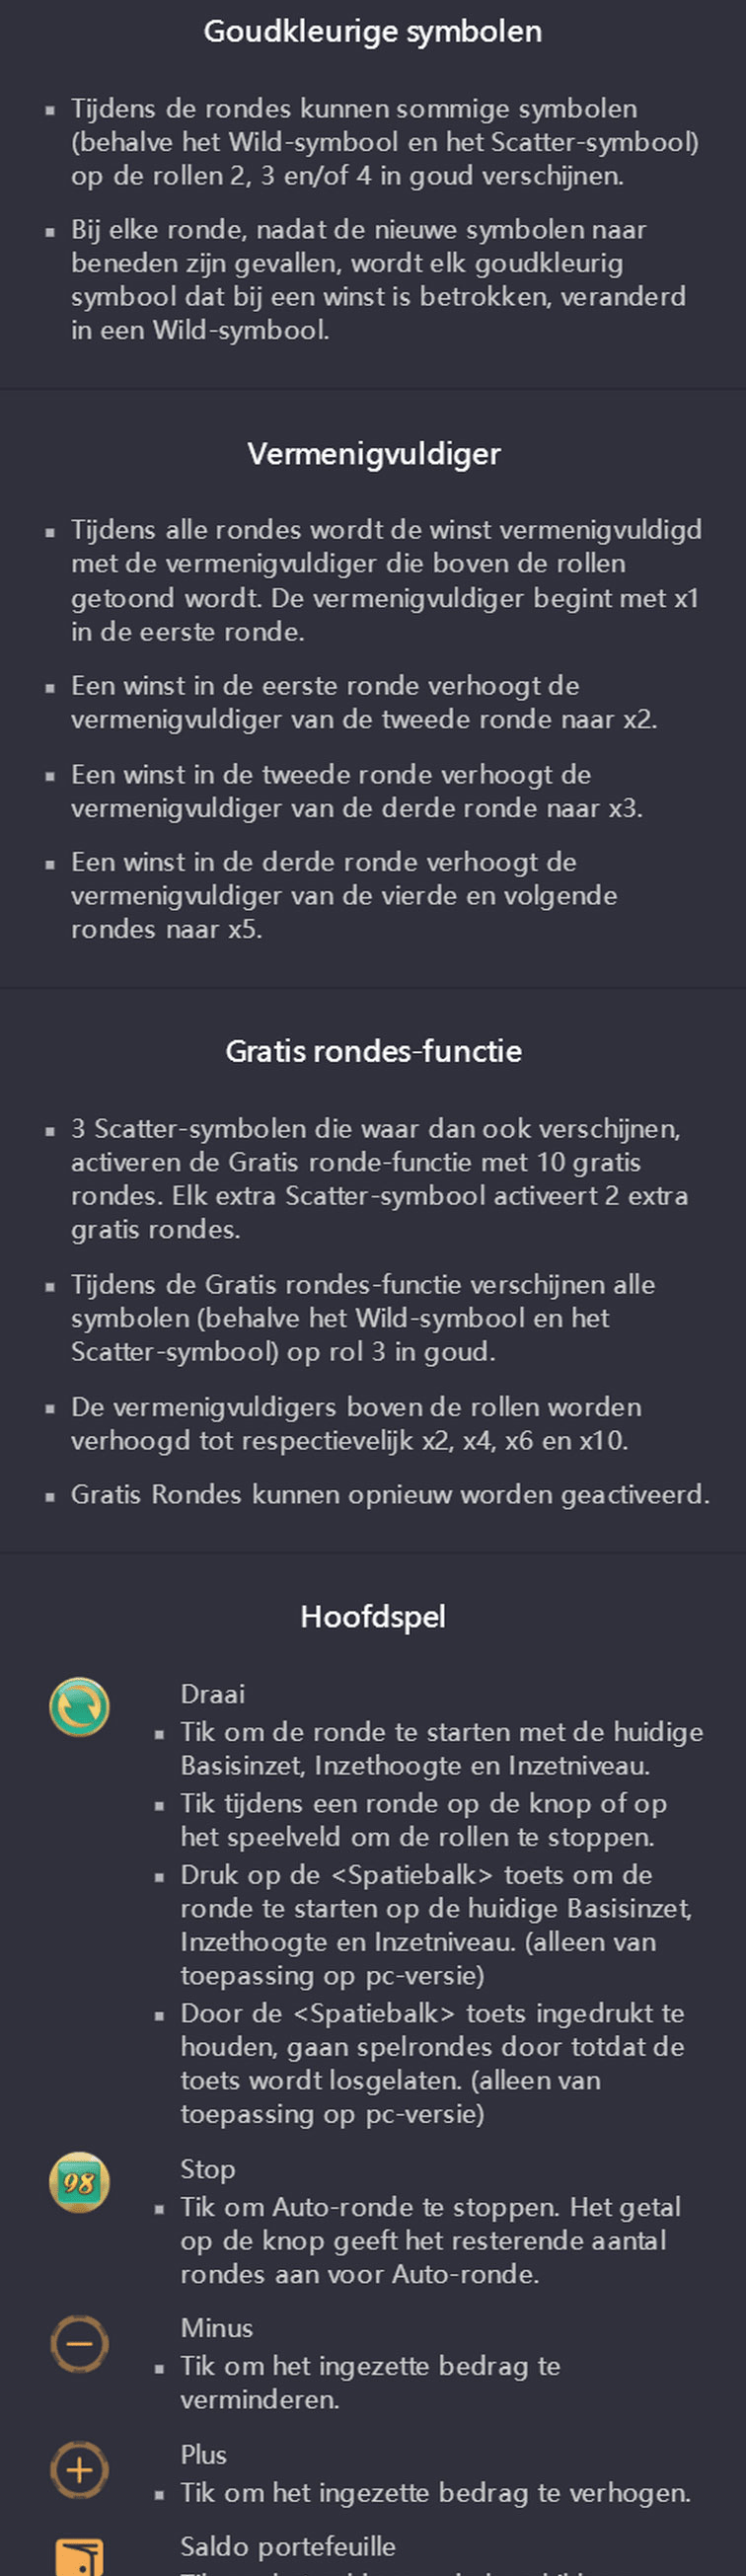 Goudkleurige symbolen
▪ Tijdens de rondes kunnen sommige symbolen
(behalve het Wild-symbool en het Scatter-symbool)
op de rollen 2, 3 en/of 4 in goud verschijnen.
▪ Bij elke ronde, nadat de nieuwe symbolen naar
beneden zijn gevallen, wordt elk goudkleurig
symbool dat bij een winst is betrokken, veranderd
in een Wild-symbool.
Vermenigvuldiger
▪ Tijdens alle rondes wordt de winst vermenigvuldigd
met de vermenigvuldiger die boven de rollen
getoond wordt. De vermenigvuldiger begint met x1
in de eerste ronde.
▪ Een winst in de eerste ronde verhoogt de
vermenigvuldiger van de tweede ronde naar x2.
▪ Een winst in de tweede ronde verhoogt de
vermenigvuldiger van de derde ronde naar x3.
▪ Een winst in de derde ronde verhoogt de
vermenigvuldiger van de vierde en volgende
rondes naar x5.
Gratis rondes-functie
▪ 3 Scatter-symbolen die waar dan ook verschijnen,
activeren de Gratis ronde-functie met 10 gratis
rondes. Elk extra Scatter-symbool activeert 2 extra
gratis rondes.
▪ Tijdens de Gratis rondes-functie verschijnen alle
symbolen (behalve het Wild-symbool en het
Scatter-symbool) op rol 3 in goud.
▪ De vermenigvuldigers boven de rollen worden
verhoogd tot respectievelijk x2, x4, x6 en x10.
▪ Gratis Rondes kunnen opnieuw worden geactiveerd.
Hoofdspel
Draai
▪ Tik om de ronde te starten met de huidige
Basisinzet, Inzethoogte en Inzetniveau.
▪ Tik tijdens een ronde op de knop of op
het speelveld om de rollen te stoppen.
▪ Druk op de <Spatiebalk> toets om de
ronde te starten op de huidige Basisinzet,
Inzethoogte en Inzetniveau. (alleen van
toepassing op pc-versie)
▪ Door de <Spatiebalk> toets ingedrukt te
houden, gaan spelrondes door totdat de
toets wordt losgelaten. (alleen van
toepassing op pc-versie)
98
Stop
▪ Tik om Auto-ronde te stoppen. Het getal
op de knop geeft het resterende aantal
rondes aan voor Auto-ronde.
Minus
▪ Tik om het ingezette bedrag te
verminderen.
Plus
▪ Tik om het ingezette bedrag te verhogen.
Saldo portefeuille